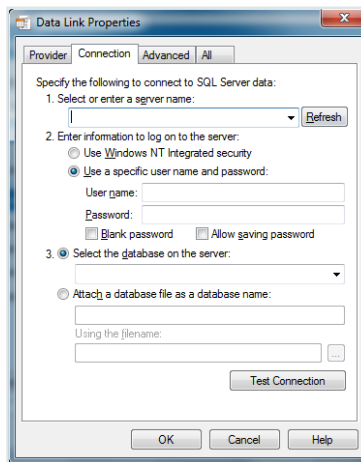 Data Link Properties
Provider Connection Advanced All
Specify the following to connect to SQL Server data:
1. Select or enter a server name:
Refresh
2. Enter information to log on to the server:
Use Windows NT Integrated security
Use a specific user name and password:
User name:
Password:
Blank password Allow saving password
3. Select the database on the server:
Attach a database file as a database name:
Using the filename:
...
Test Connection
OK Cancel Help